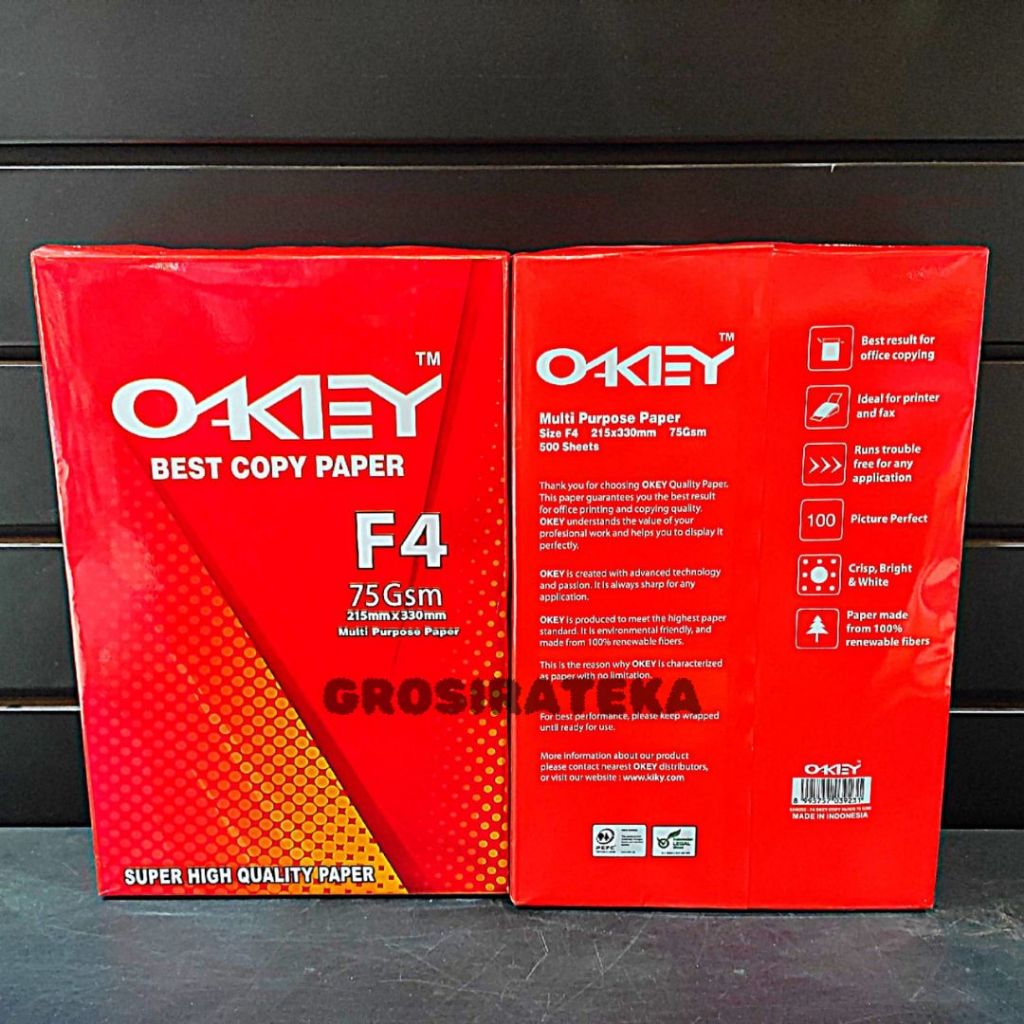 OKEY TM
BEST COPY PAPER
F4
75Gsm
215mmX330mm
Multi Purpose Paper
SUPER HIGH QUALITY PAPER
OKEY TM
Multi Purpose Paper
Size F4 215x330mm 75Gsm
500 Sheets
Thank you for choosing OKEY Quality Paper.
This paper guarantees you the best result
for office printing and copying quality.
OKEY understands the value of your
profesional work and helps you to display it
perfectly.
OKEY is created with advanced technology
and passion. It is always sharp for any
application.
OKEY is produced to meet the highest paper
standard. It is environmental friendly, and
made from 100% renewable fibers.
This is the reason why OKEY is characterized
as paper with no limitation.
For best performance, please keep wrapped
until ready for use.
More information about our product
please contact nearest OKEY distributors,
or visit our website : www.kiky.com
PEFC
LEGAL
Best result for
office copying
Ideal for printer
and fax
Runs trouble
free for any
application
100
Picture Perfect
Crisp, Bright
& White
Paper made
from 100%
renewable fibers
OKEY
8 993757 039231
MADE IN INDONESIA
GROSIRATEKA